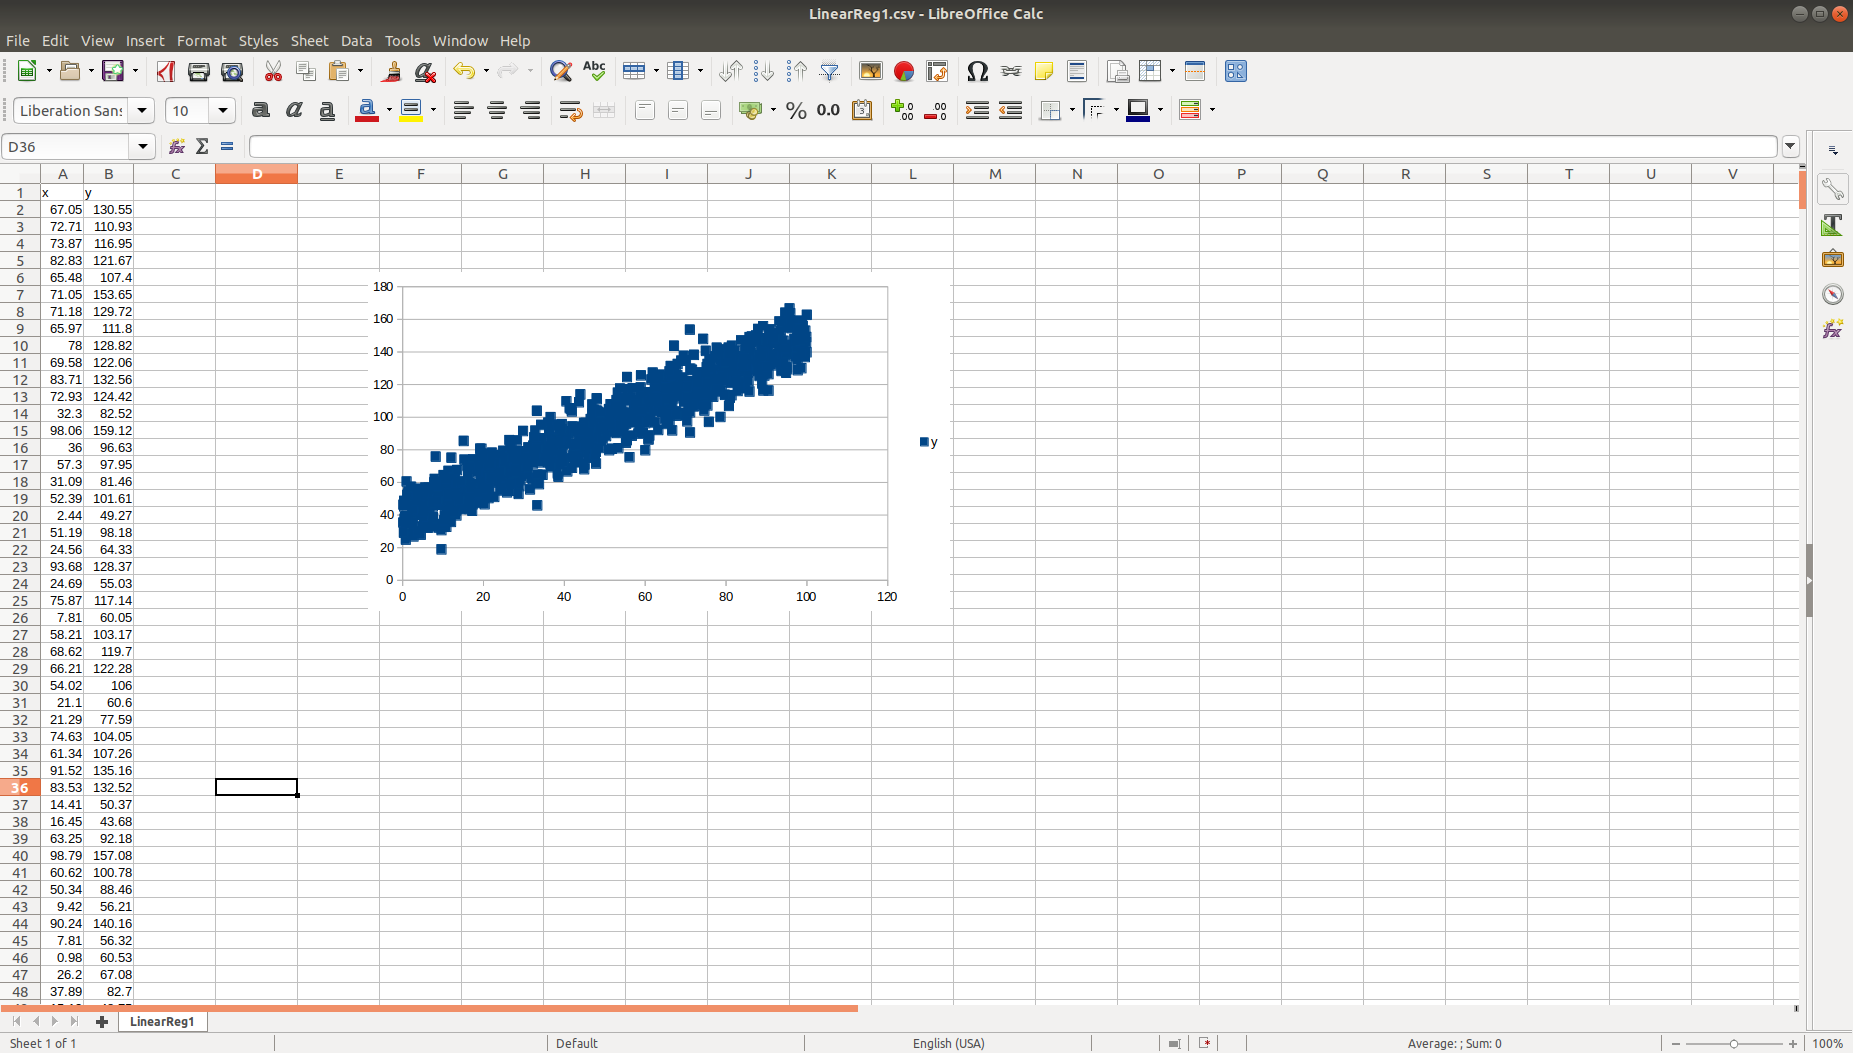 LinearReg1.csv - LibreOffice Calc
File Edit View Insert Format Styles Sheet Data Tools Window Help
Liberation Sans 10 % 0.0
D36
A B C D E F G H I J K L M N O P Q R S T U V
1 x y
2 67.05 130.55
3 72.71 110.93
4 73.87 116.95
5 82.83 121.67
6 65.48 107.4
7 71.05 153.65
8 71.18 129.72
9 65.97 111.8
10 78 128.82
11 69.58 122.06
12 83.71 132.56
13 72.93 124.42
14 32.3 82.52
15 98.06 159.12
16 36 96.63
17 57.3 97.95
18 31.09 81.46
19 52.39 101.61
20 2.44 49.27
21 51.19 98.18
22 24.56 64.33
23 93.68 128.37
24 24.69 55.03
25 75.87 117.14
26 7.81 60.05
27 58.21 103.17
28 68.62 119.7
29 66.21 122.28
30 54.02 106
31 21.1 60.6
32 21.29 77.59
33 74.63 104.05
34 61.34 107.26
35 91.52 135.16
36 83.53 132.52
37 14.41 50.37
38 16.45 43.68
39 63.25 92.18
40 98.79 157.08
41 60.62 100.78
42 50.34 88.46
43 9.42 56.21
44 90.24 140.16
45 7.81 56.32
46 0.98 60.53
47 26.2 67.08
48 37.89 82.7
180
160
140
120
100
80
60
40
20
0
0 20 40 60 80 100 120
y
LinearReg1
Sheet 1 of 1 Default English (USA) Average: ; Sum: 0 100%